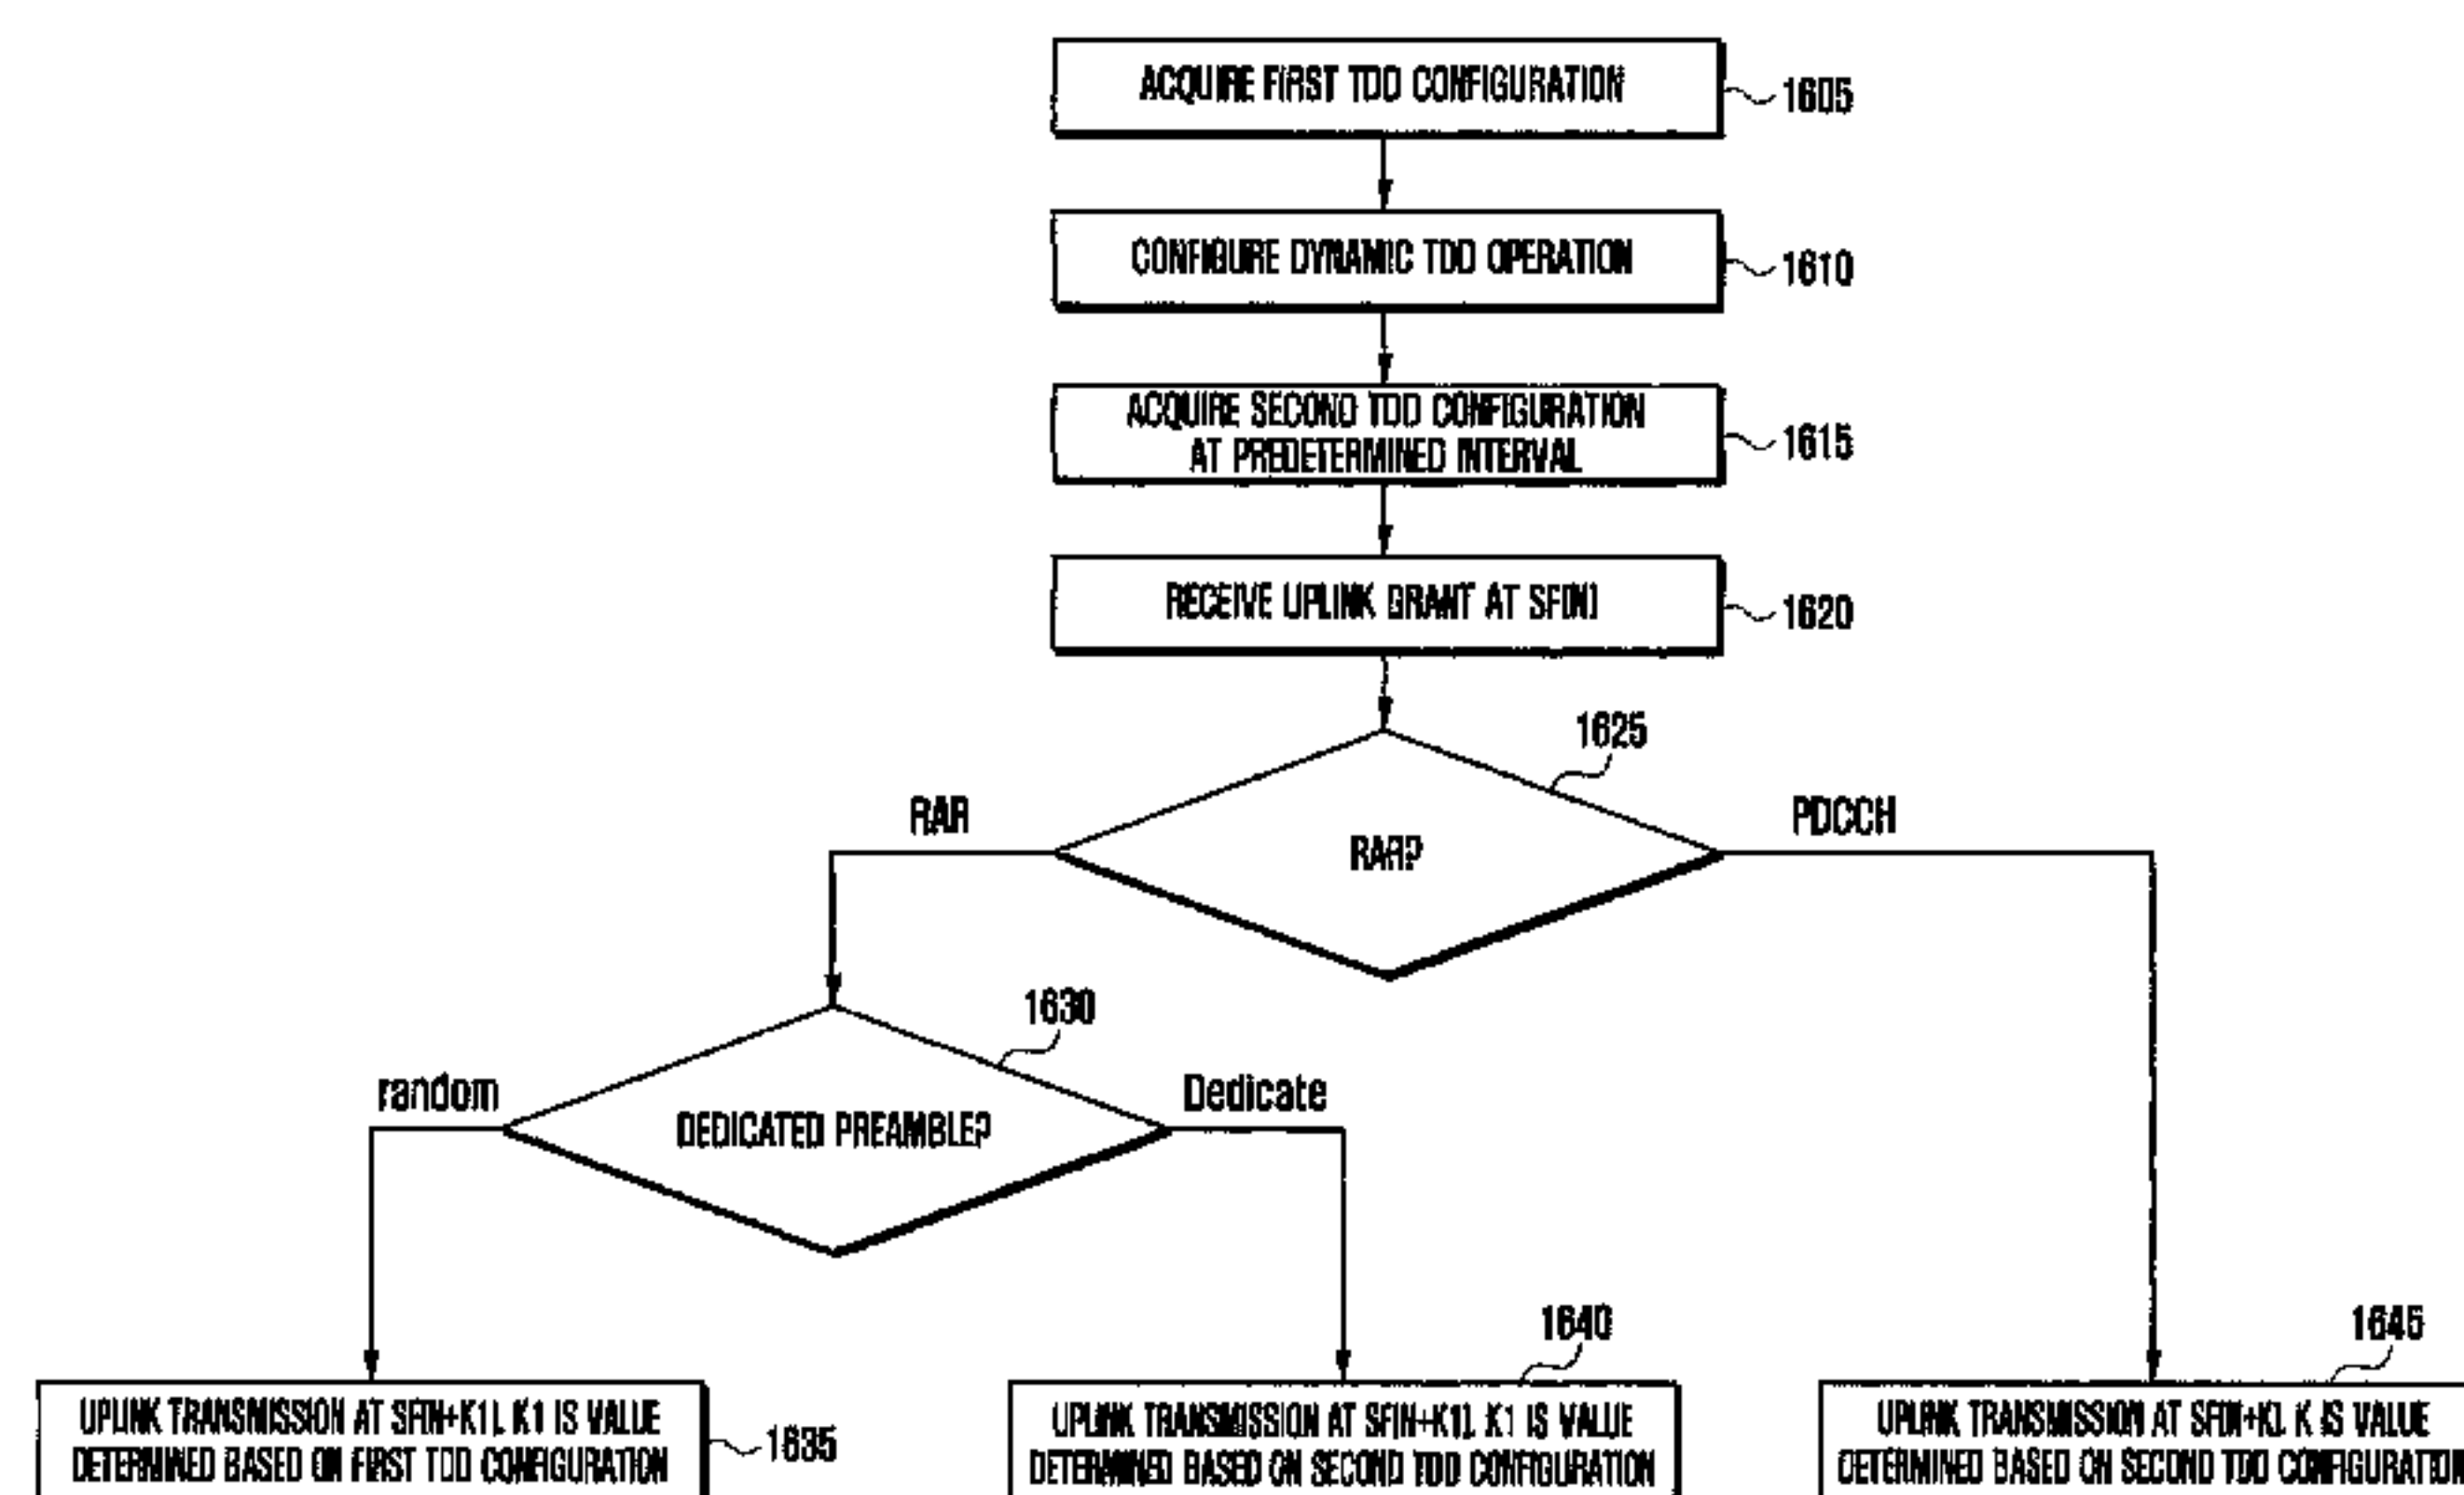 ACQUIRE FIRST TDD CONFIGURATION
1605
CONFIGURE DYNAMIC TDD OPERATION
1610
ACQUIRE SECOND TDD CONFIGURATION
AT PREDETERMINED INTERVAL
1615
RECEIVE UPLINK GRANT AT SF[N]
1620
1625
RAR
RAR?
PDCCH
1630
random
DEDICATED PREAMBLE?
Dedicate
1640
1645
UPLINK TRANSMISSION AT SF[N+K1]. K1 IS VALUE
DETERMINED BASED ON FIRST TDD CONFIGURATION
1635
UPLINK TRANSMISSION AT SF[N+K1]. K1 IS VALUE
DETERMINED BASED ON SECOND TDD CONFIGURATION
UPLINK TRANSMISSION AT SF[N+K]. K IS VALUE
DETERMINED BASED ON SECOND TDD CONFIGURATION